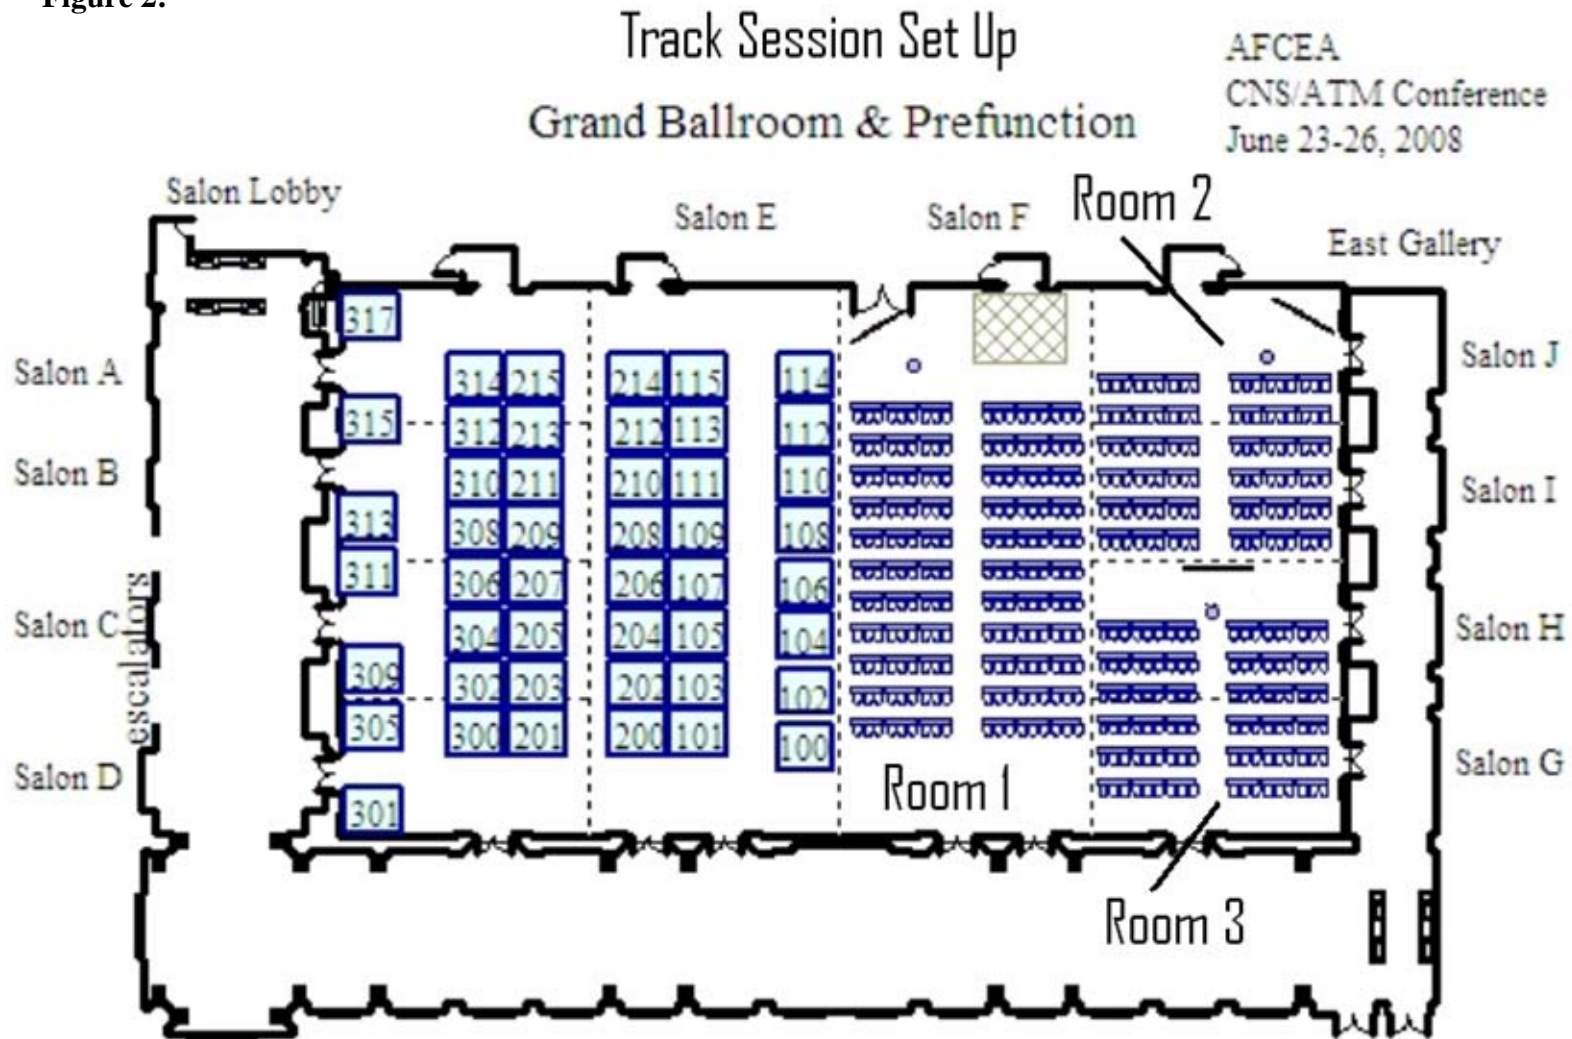 Figure 2.
Track Session Set Up
AFCEA
CNS/ATM Conference
June 23-26, 2008
Grand Ballroom & Prefunction
Salon Lobby
Salon E
Salon F
Room 2
East Gallery
317
Salon A
314 215 214 115 114
Salon J
315
312 213 212 113 112
Salon B
310 211 210 111 110
Salon I
313
308 209 208 109 108
311
306 207 206 107 106
escalators
Salon C
304 205 204 105 104
Salon H
309
302 203 202 103 102
305
300 201 200 101 100
Salon D
Salon G
Room 1
301
Room 3